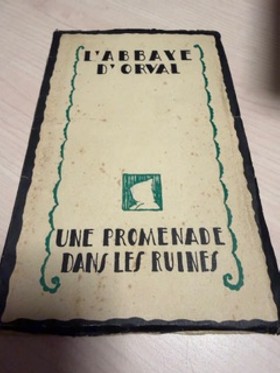 L'ABBAYE
D'ORVAL
UNE PROMENADE
DANS LES RUINES